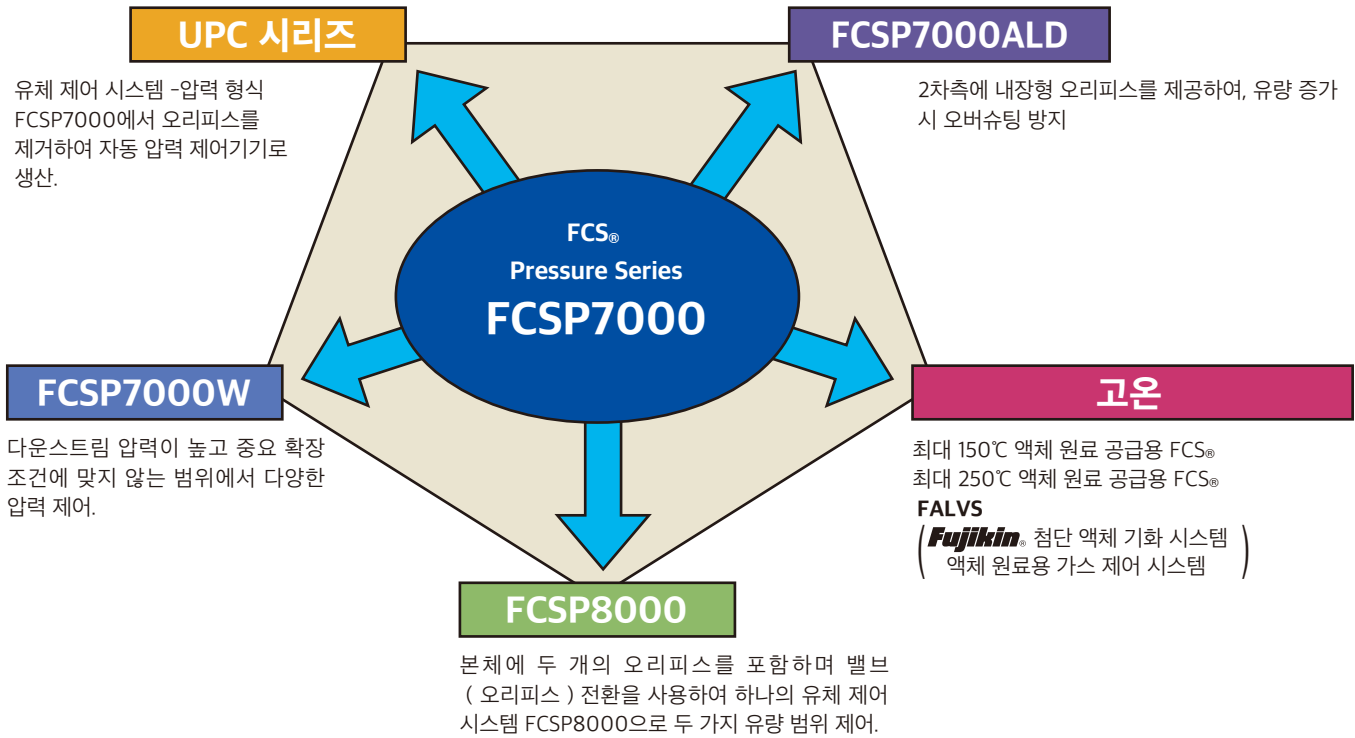 UPC 시리즈
유체 제어 시스템 -압력 형식
FCSP7000에서 오리피스를
제거하여 자동 압력 제어기기로
생산.
FCSP7000ALD
2차측에 내장형 오리피스를 제공하여, 유량 증가
시 오버슈팅 방지
FCS®
Pressure Series
FCSP7000
FCSP7000W
다운스트림 압력이 높고 중요 확장
조건에 맞지 않는 범위에서 다양한
압력 제어.
고온
최대 150℃ 액체 원료 공급용 FCS®
최대 250℃ 액체 원료 공급용 FCS®
FALVS
(Fujikin® 첨단 액체 기화 시스템
액체 원료용 가스 제어 시스템)
FCSP8000
본체에 두 개의 오리피스를 포함하며 밸브
( 오리피스 ) 전환을 사용하여 하나의 유체 제어
시스템 FCSP8000으로 두 가지 유량 범위 제어.